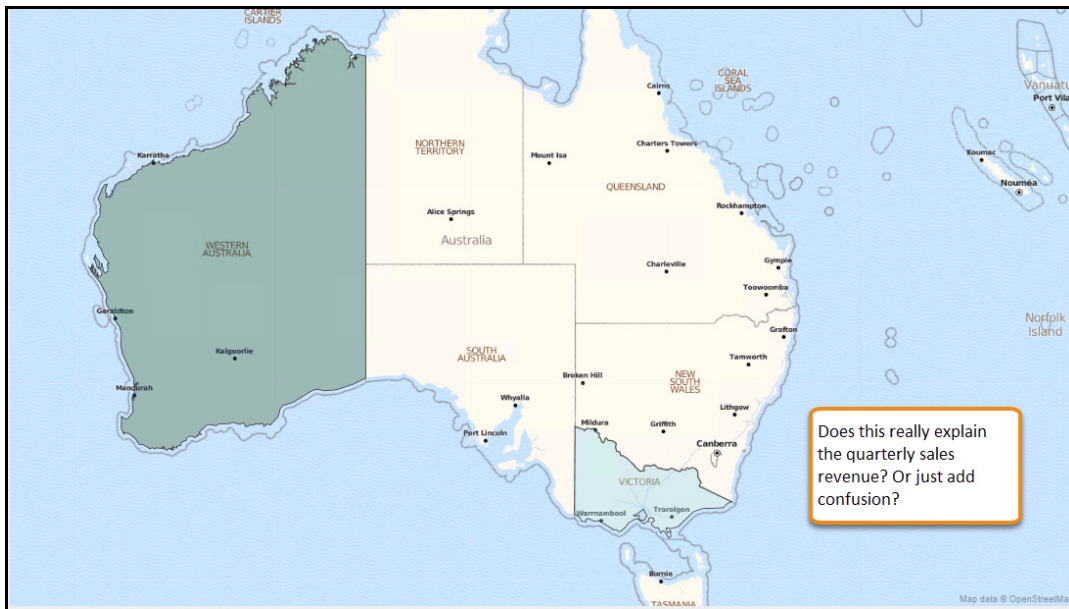 CARTIER
ISLANDS
CORAL
SEA
ISLANDS
Vanuatu
Port Vila
Cairns
NORTHERN
TERRITORY
Karratha
Mount Isa
Charters Towers
Koumac
Nouméa
QUEENSLAND
Alice Springs
Rockhampton
Australia
WESTERN
AUSTRALIA
Charleville
Gympie
Toowoomba
Geraldton
Norfolk
Island
Grafton
Kalgoorlie
SOUTH
AUSTRALIA
Tamworth
Broken Hill
NEW
SOUTH
WALES
Mandurah
Whyalla
Lithgow
Port Lincoln
Mildura
Griffith
Canberra
Does this really explain
the quarterly sales
revenue? Or just add
confusion?
VICTORIA
Warrnambool
Traralgon
Burnie
TASMANIA
Map data © OpenStreetMa